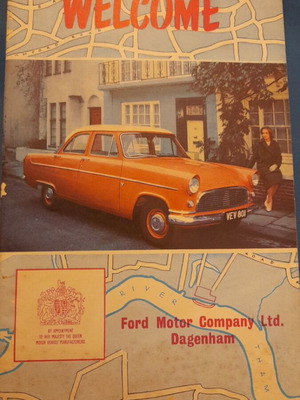 WELCOME
VEV 801
BY APPOINTMENT
TO HER MAJESTY THE QUEEN
MOTOR VEHICLE MANUFACTURERS
RIVER
THAM
Ford Motor Company Ltd.
Dagenham